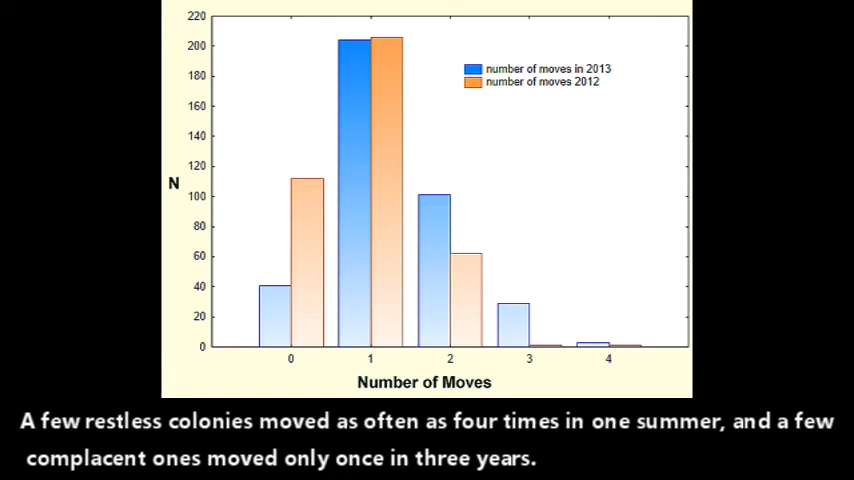 220
200
180
160
140
120
100
80
60
40
20
0
N
number of moves in 2013
number of moves 2012
0 1 2 3 4
Number of Moves
A few restless colonies moved as often as four times in one summer, and a few
complacent ones moved only once in three years.